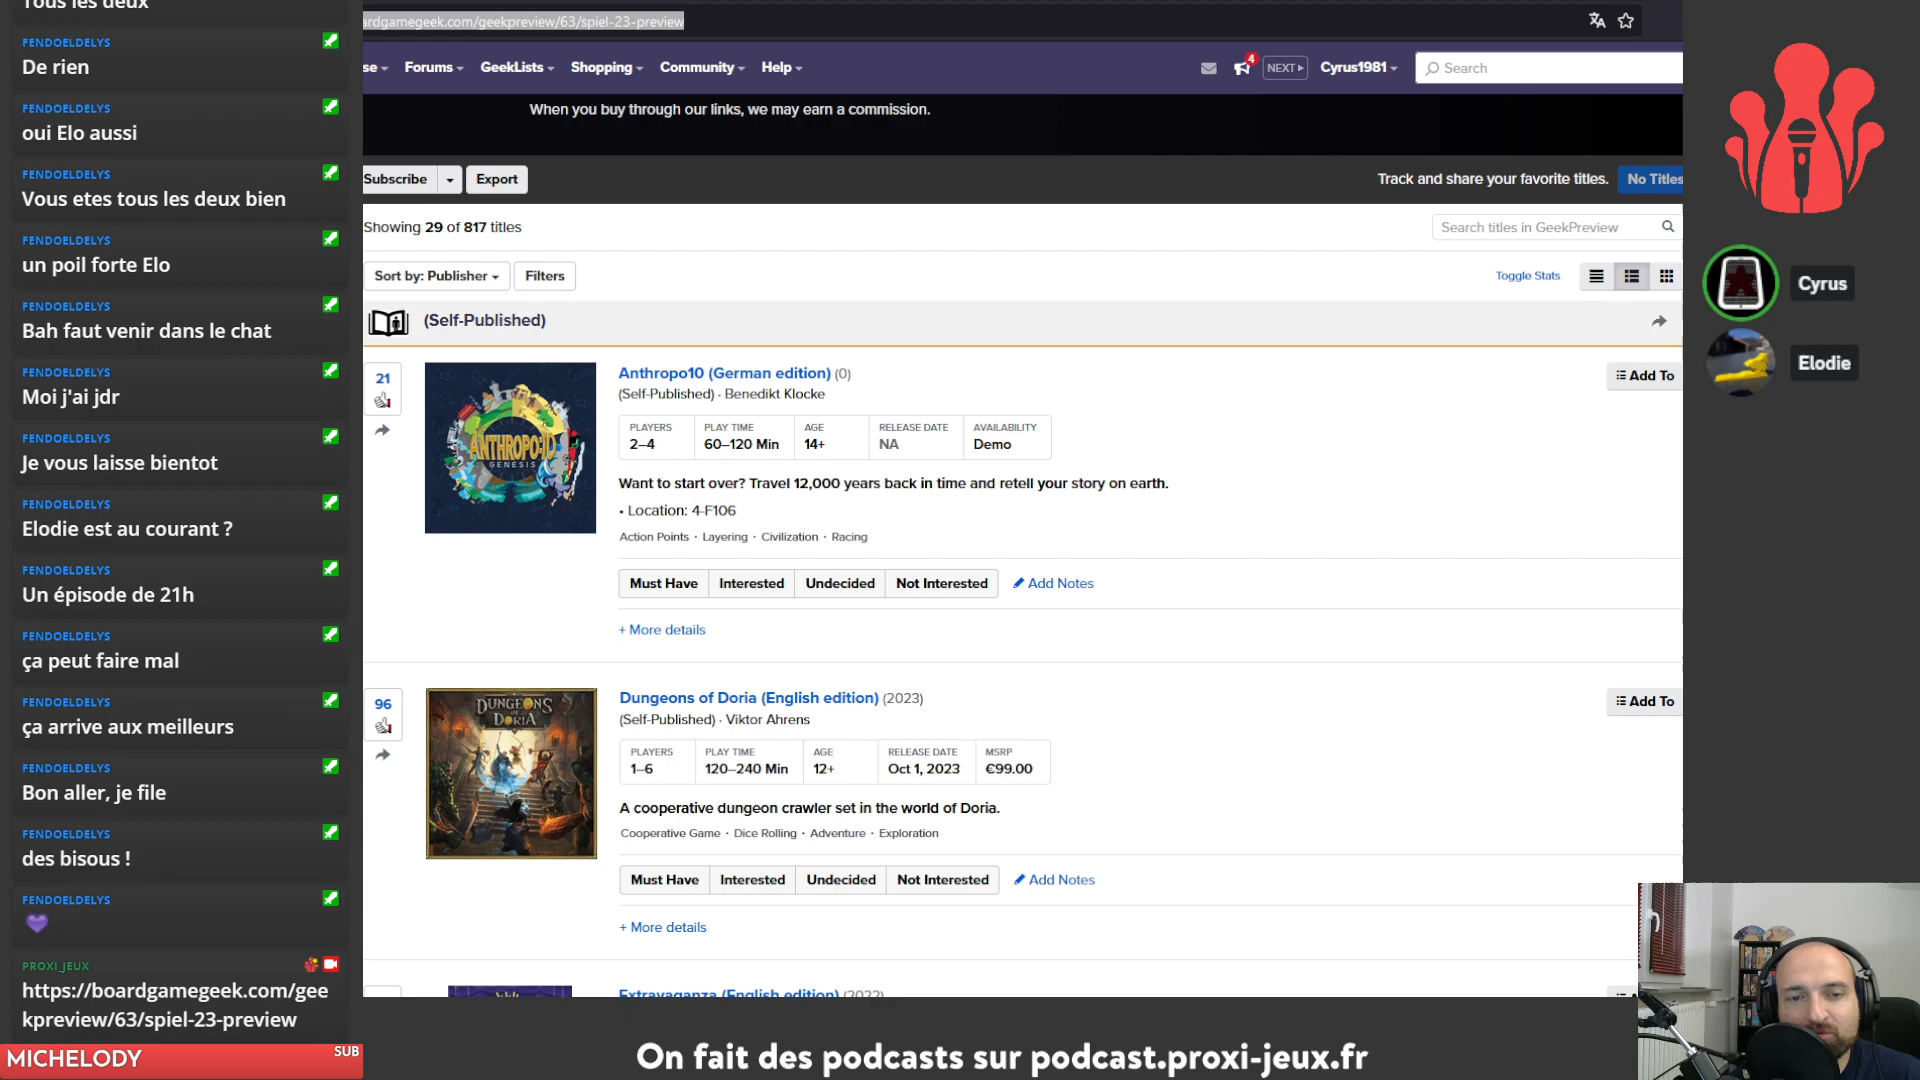 Tous les deux
FENDOELDELYS
De rien
FENDOELDELYS
oui Elo aussi
FENDOELDELYS
Vous etes tous les deux bien
FENDOELDELYS
un poil forte Elo
FENDOELDELYS
Bah faut venir dans le chat
FENDOELDELYS
Moi j'ai jdr
FENDOELDELYS
Je vous laisse bientot
FENDOELDELYS
Elodie est au courant ?
FENDOELDELYS
Un épisode de 21h
FENDOELDELYS
ça peut faire mal
FENDOELDELYS
ça arrive aux meilleurs
FENDOELDELYS
Bon aller, je file
FENDOELDELYS
des bisous !
FENDOELDELYS
PROXI_JEUX
https://boardgamegeek.com/gee
kpreview/63/spiel-23-preview
MICHELODY SUB
ardgamegeek.com/geekpreview/63/spiel-23-preview
se Forums GeekLists Shopping Community Help 4 NEXT Cyrus1981 Search
When you buy through our links, we may earn a commission.
Subscribe Export Track and share your favorite titles. No Titles
Showing 29 of 817 titles Search titles in GeekPreview
Sort by: Publisher Filters Toggle Stats
(Self-Published)
21
ANTHROPO:10
GENESIS
Anthropo10 (German edition) (0) Add To
(Self-Published) · Benedikt Klocke
PLAYERS PLAY TIME AGE RELEASE DATE AVAILABILITY
2–4 60–120 Min 14+ NA Demo
Want to start over? Travel 12,000 years back in time and retell your story on earth.
• Location: 4-F106
Action Points · Layering · Civilization · Racing
Must Have Interested Undecided Not Interested Add Notes
+ More details
96
DUNGEONS
OF DORIA
Dungeons of Doria (English edition) (2023) Add To
(Self-Published) · Viktor Ahrens
PLAYERS PLAY TIME AGE RELEASE DATE MSRP
1–6 120–240 Min 12+ Oct 1, 2023 €99.00
A cooperative dungeon crawler set in the world of Doria.
Cooperative Game · Dice Rolling · Adventure · Exploration
Must Have Interested Undecided Not Interested Add Notes
+ More details
Extravaganza (English edition) (2022)
Cyrus
Elodie
On fait des podcasts sur podcast.proxi-jeux.fr